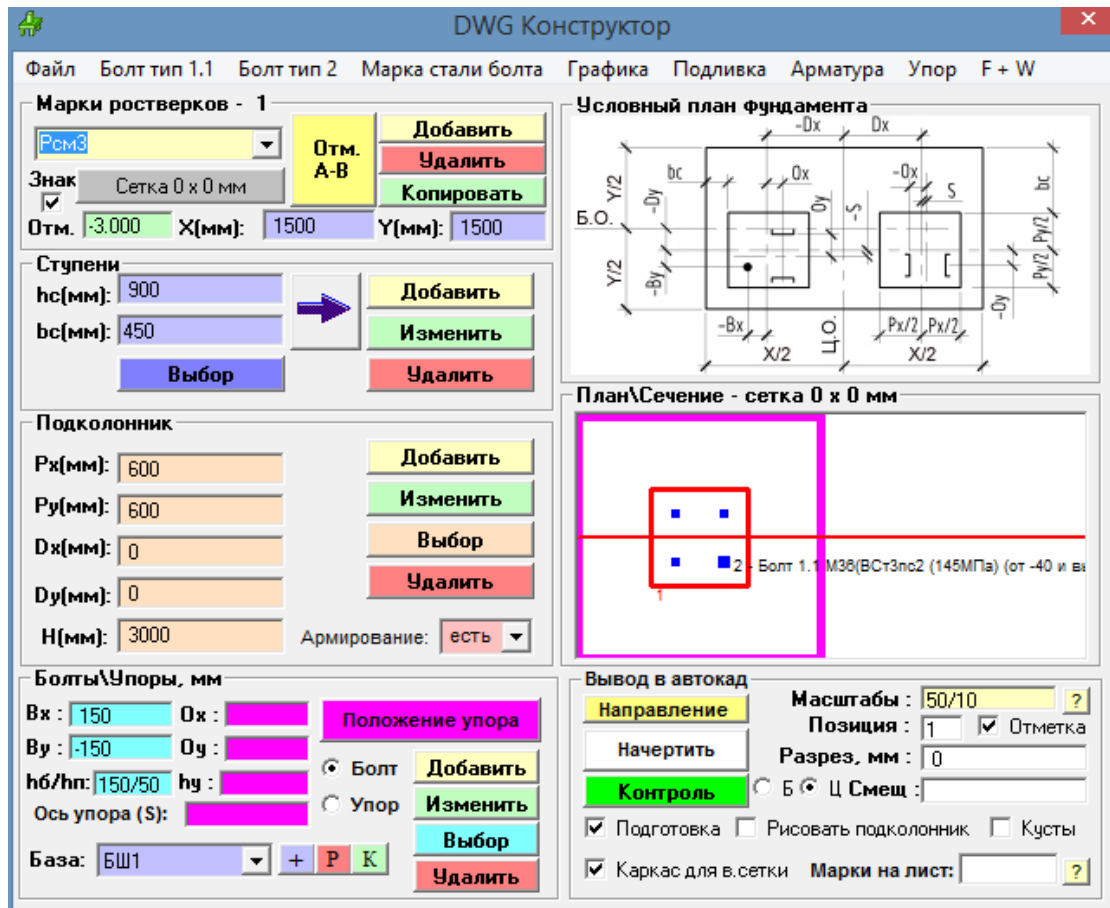 DWG Конструктор
Файл Болт тип 1.1 Болт тип 2 Марка стали болта Графика Подливка Арматура Упор F + W
Марки ростверков - 1
Рсм3
Отм. А-В
Добавить
Удалить
Копировать
Знак
Сетка 0 x 0 мм
Отм. -3.000 X(мм): 1500 Y(мм): 1500
Ступени
hc(мм): 900
bc(мм): 450
Выбор
Добавить
Изменить
Удалить
Подколонник
Px(мм): 600
Py(мм): 600
Dx(мм): 0
Dy(мм): 0
H(мм): 3000
Добавить
Изменить
Выбор
Удалить
Армирование: есть
Болты\Упоры, мм
Bx : 150 Ox :
By : -150 Oy :
hб/hп: 150/50 hy :
Ось упора (S):
База: БШ1 + Р К
Положение упора
Болт
Упор
Добавить
Изменить
Выбор
Удалить
Условный план фундамента
-Dx Dx
bc Ox -Ox S bc
Y/2 -Dy Oy -S Py/2
Б.О.
Y/2 -By Py/2 -Dy
-Bx Ц.О. Px/2 Px/2
X/2 X/2
План\Сечение - сетка 0 x 0 мм
2 - Болт 1.1 М36(ВСт3пс2 (145МПа) (от -40 и вы
1
Вывод в автокад
Направление
Начертить
Контроль
Масштабы : 50/10 ?
Позиция : 1 Отметка
Разрез, мм : 0
Б Ц Смещ :
Подготовка Рисовать подколонник Кусты
Каркас для в.сетки Марки на лист: ?